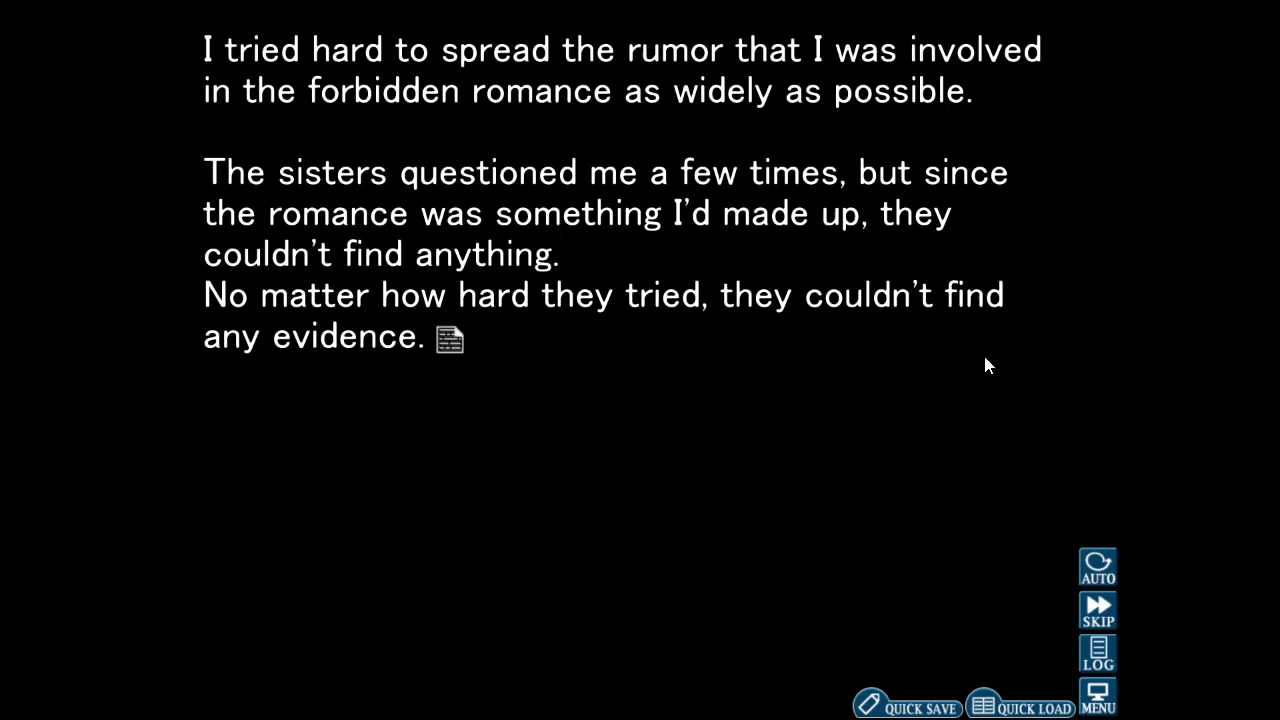 I tried hard to spread the rumor that I was involved
in the forbidden romance as widely as possible.
The sisters questioned me a few times, but since
the romance was something I'd made up, they
couldn't find anything.
No matter how hard they tried, they couldn't find
any evidence.
AUTO
SKIP
LOG
MENU
QUICK SAVE
QUICK LOAD